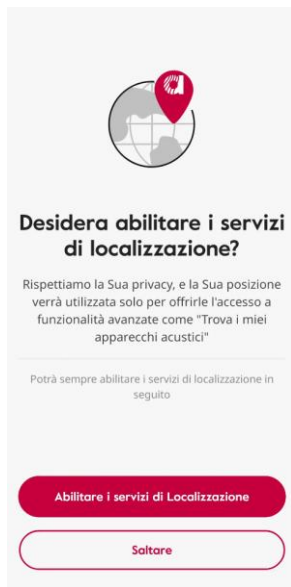 Desidera abilitare i servizi
di localizzazione?
Rispettiamo la Sua privacy, e la Sua posizione
verrà utilizzata solo per offrirle l'accesso a
funzionalità avanzate come "Trova i miei
apparecchi acustici"
Potrà sempre abilitare i servizi di localizzazione in
seguito
Abilitare i servizi di Localizzazione
Saltare